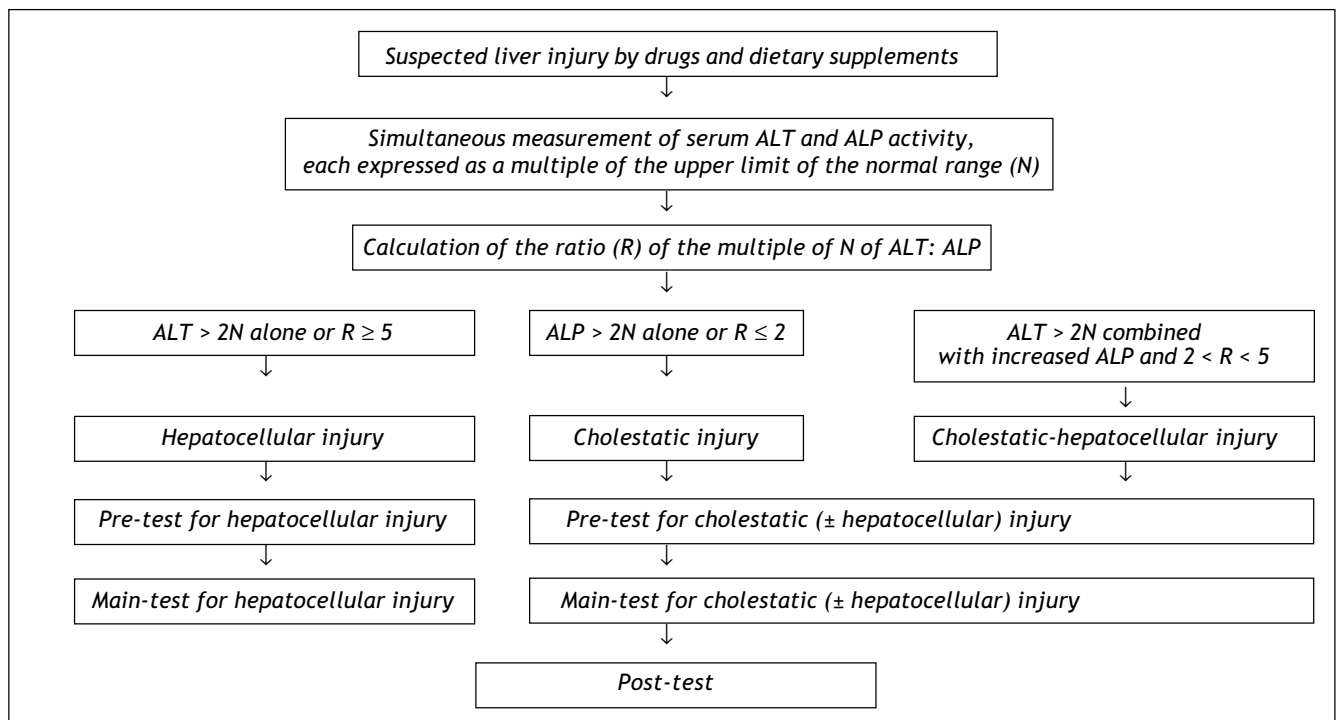 Suspected liver injury by drugs and dietary supplements
↓
Simultaneous measurement of serum ALT and ALP activity,
each expressed as a multiple of the upper limit of the normal range (N)
↓
Calculation of the ratio (R) of the multiple of N of ALT: ALP
↓
ALT > 2N alone or R ≥ 5
↓
Hepatocellular injury
↓
Pre-test for hepatocellular injury
↓
Main-test for hepatocellular injury
ALP > 2N alone or R ≤ 2
↓
Cholestatic injury
↓
ALT > 2N combined
with increased ALP and 2 < R < 5
↓
Cholestatic-hepatocellular injury
↓
Pre-test for cholestatic (± hepatocellular) injury
↓
Main-test for cholestatic (± hepatocellular) injury
↓
Post-test